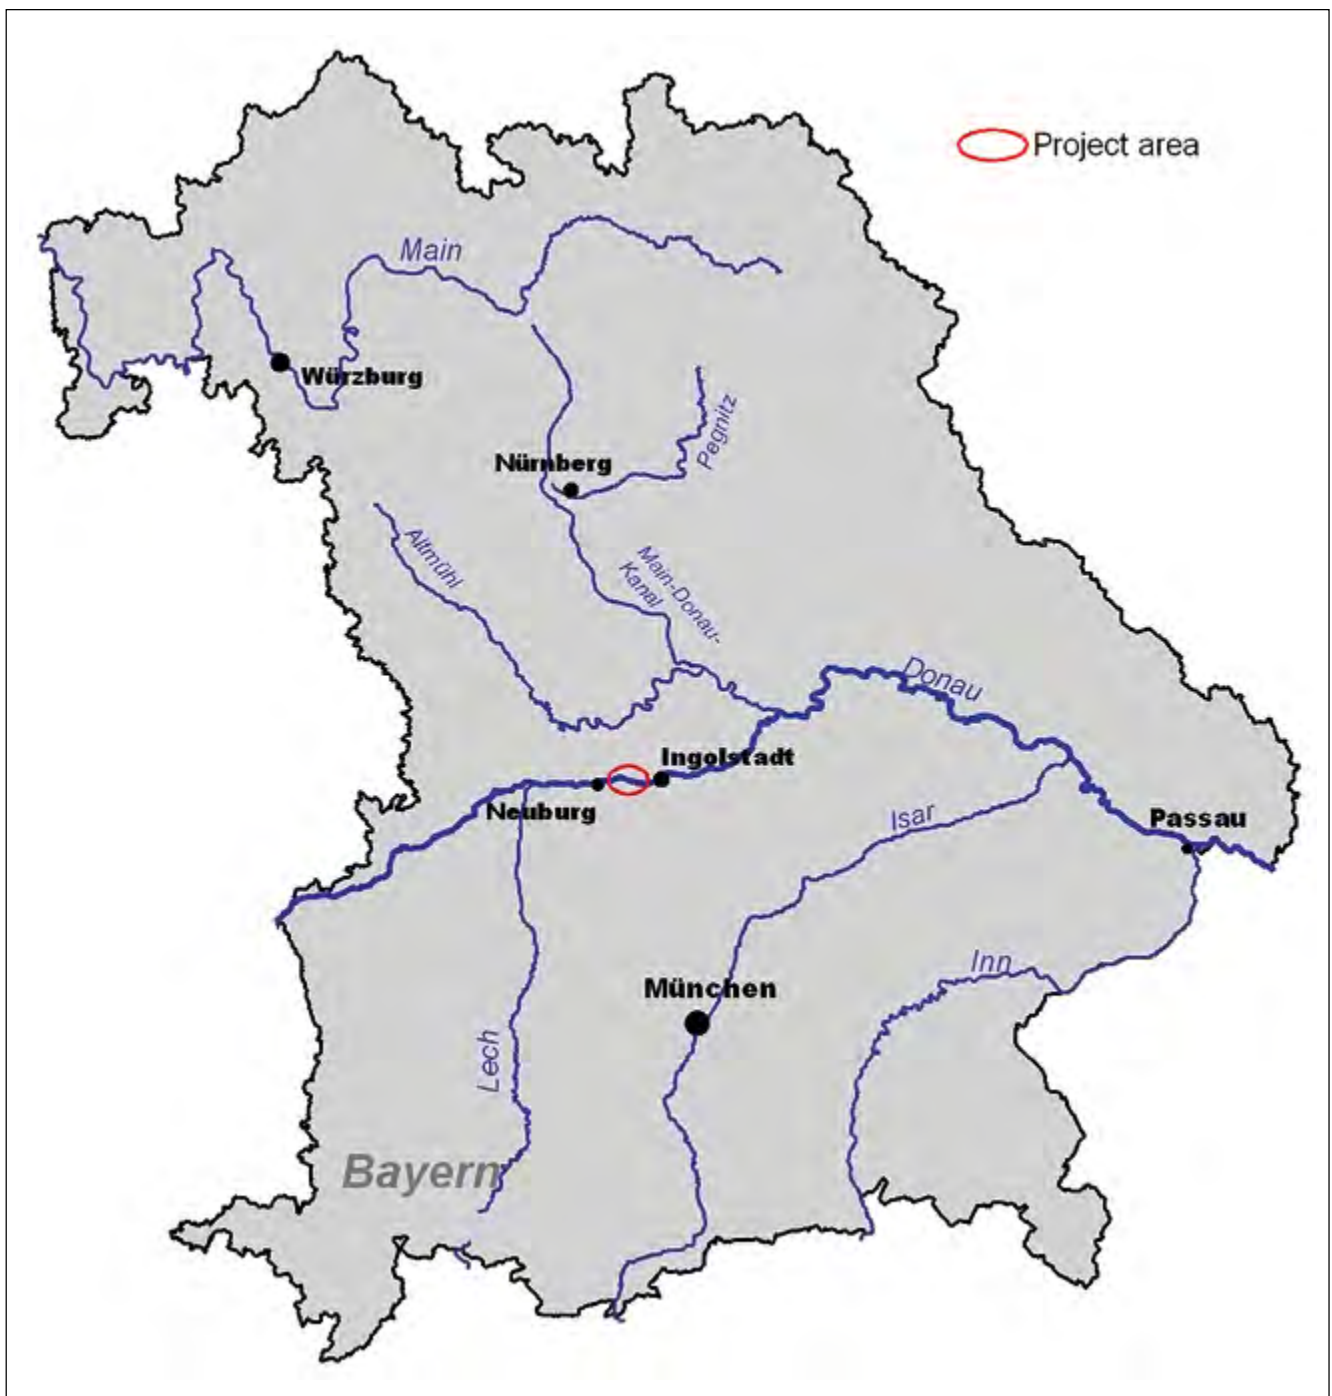 Project area
Main
Würzburg
Pegnitz
Nürnberg
Altmühl
Main-Donau-
Kanal
Donau
Ingolstadt
Neuburg
Isar
Passau
Inn
München
Lech
Bayern